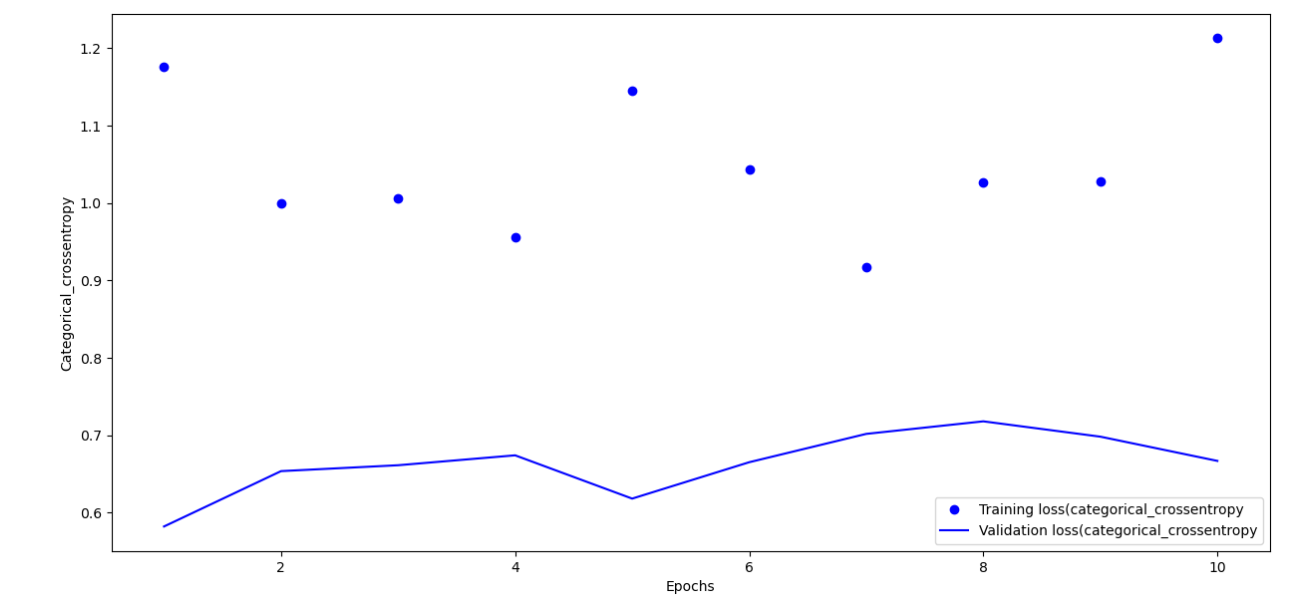 1.2
1.1
1.0
0.9
0.8
0.7
0.6
Categorical_crossentropy
Training loss(categorical_crossentropy
Validation loss(categorical_crossentropy
2 4 6 8 10
Epochs